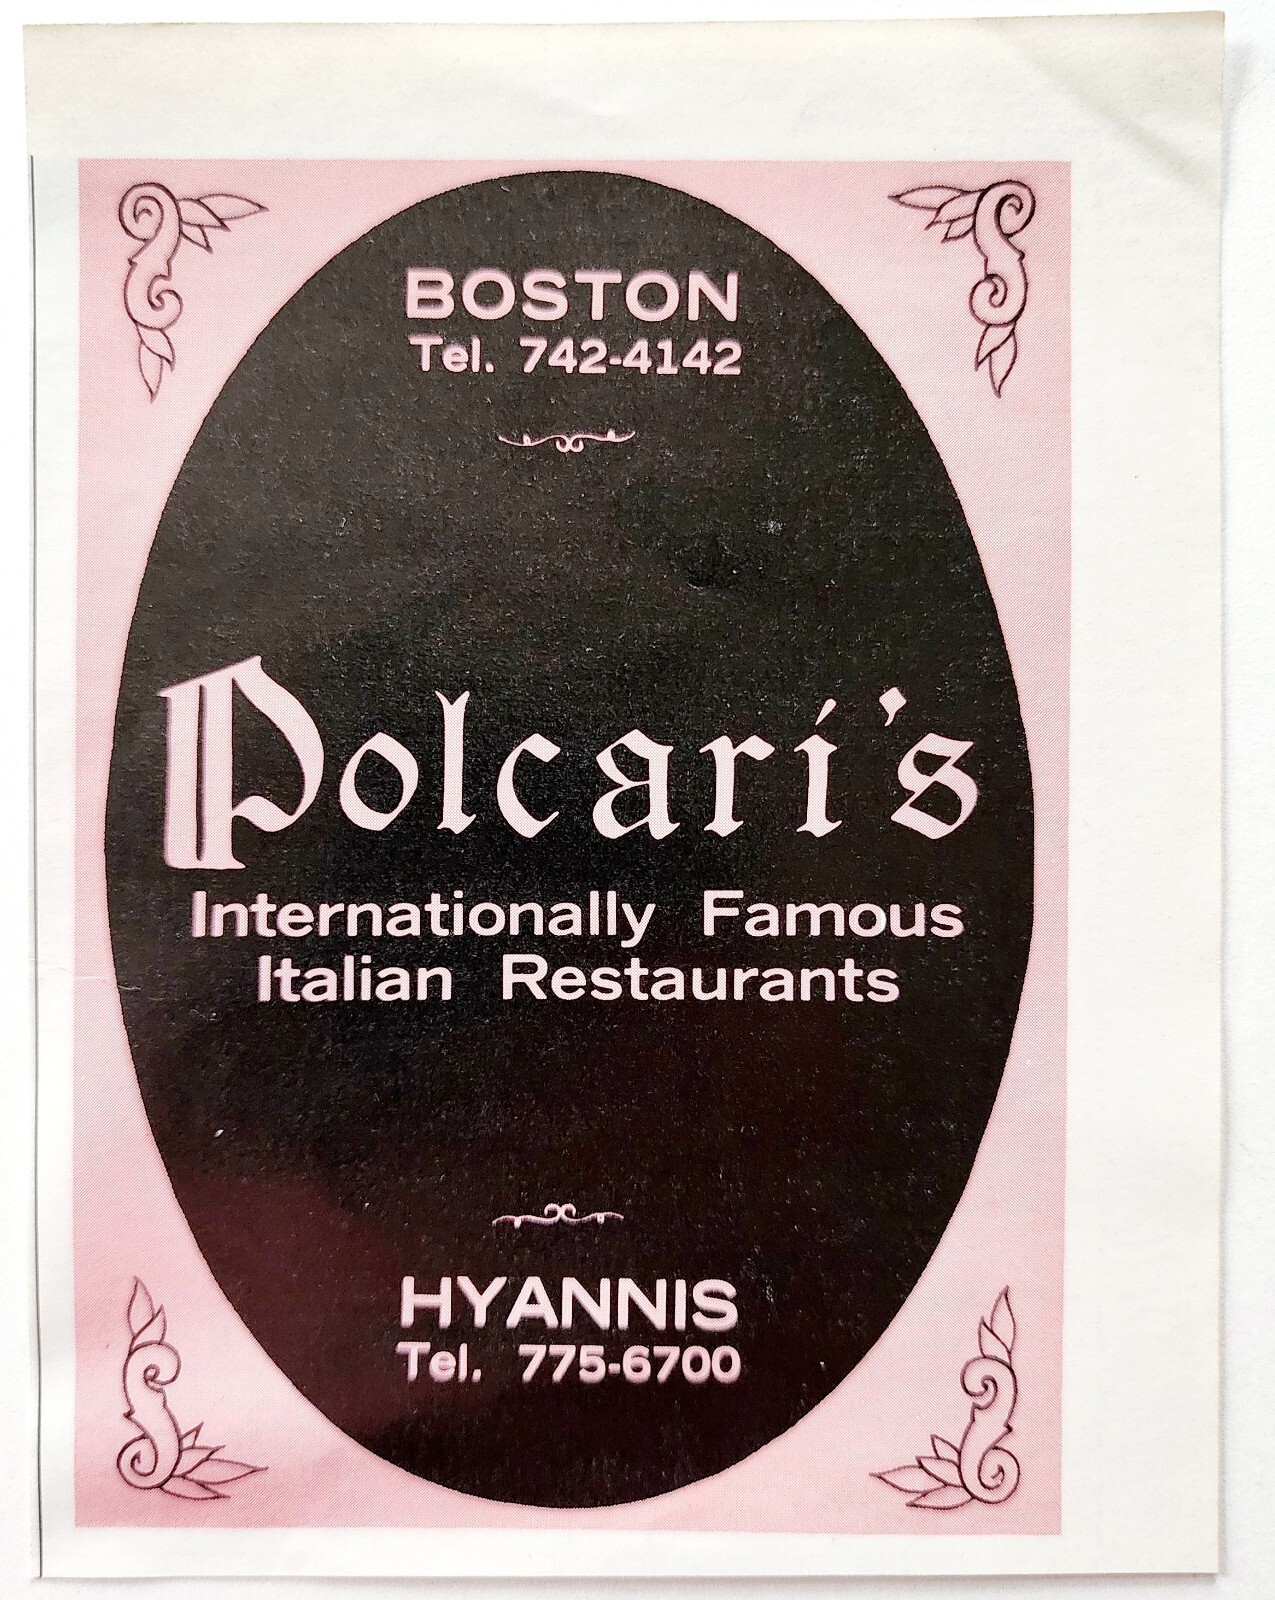 BOSTON
Tel. 742-4142
Polcari's
Internationally Famous
Italian Restaurants
HYANNIS
Tel. 775-6700